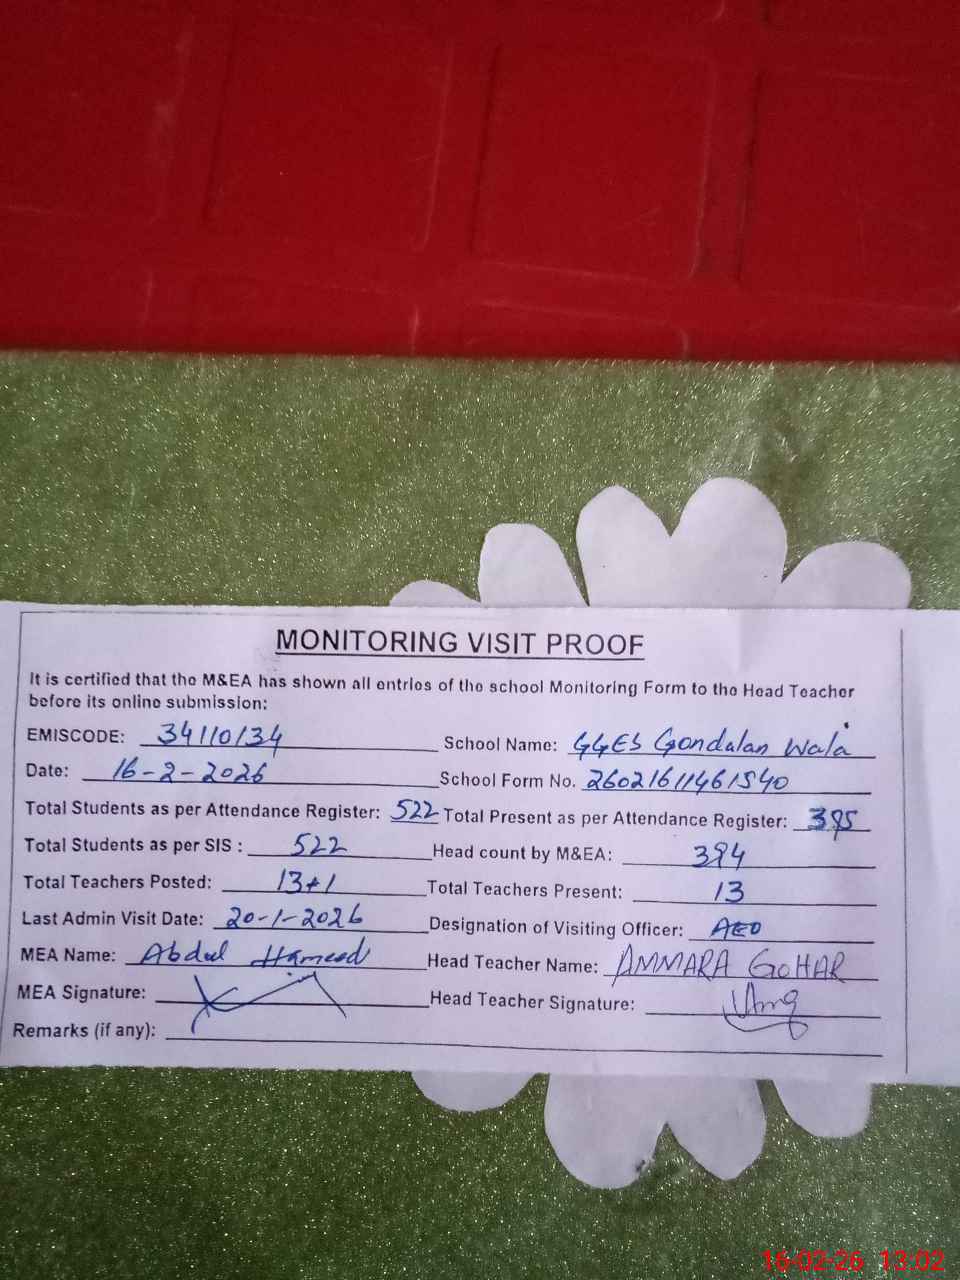 MONITORING VISIT PROOF
It is certified that the M&EA has shown all entries of the school Monitoring Form to the Head Teacher
before its online submission:
EMISCODE: 34110134 School Name: GGES Gondalan Wala
Date: 16-2-2026 School Form No. 26021611461540
Total Students as per Attendance Register: 522 Total Present as per Attendance Register: 395
Total Students as per SIS : 522 Head count by M&EA: 394
Total Teachers Posted: 13+1 Total Teachers Present: 13
Last Admin Visit Date: 20-1-2026 Designation of Visiting Officer: AEO
MEA Name: Abdul Hameed Head Teacher Name: AMMARA GOHAR
MEA Signature: Head Teacher Signature:
Remarks (if any):
16-02-26 13:02